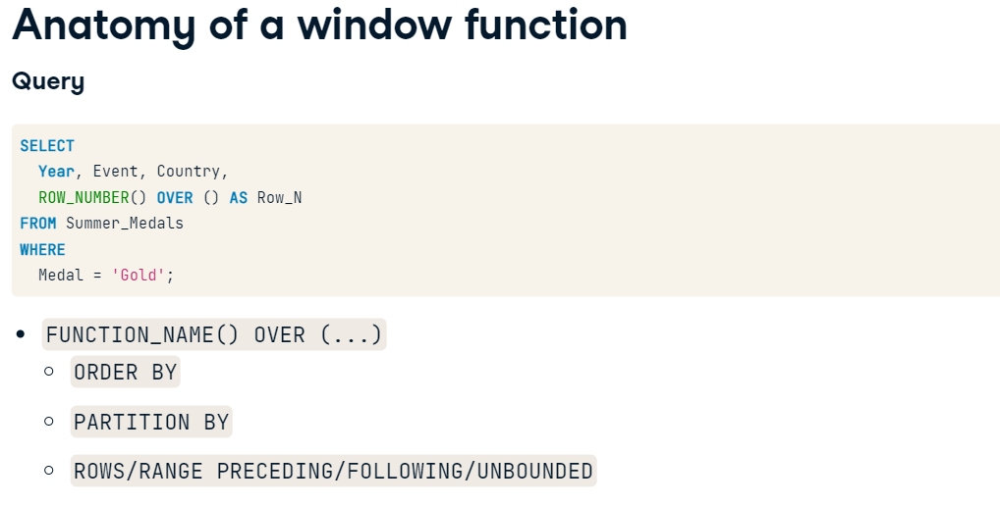 Anatomy of a window function
Query
SELECT
Year, Event, Country,
ROW_NUMBER() OVER () AS Row_N
FROM Summer_Medals
WHERE
Medal = 'Gold';
FUNCTION_NAME() OVER (...)
ORDER BY
PARTITION BY
ROWS/RANGE PRECEDING/FOLLOWING/UNBOUNDED